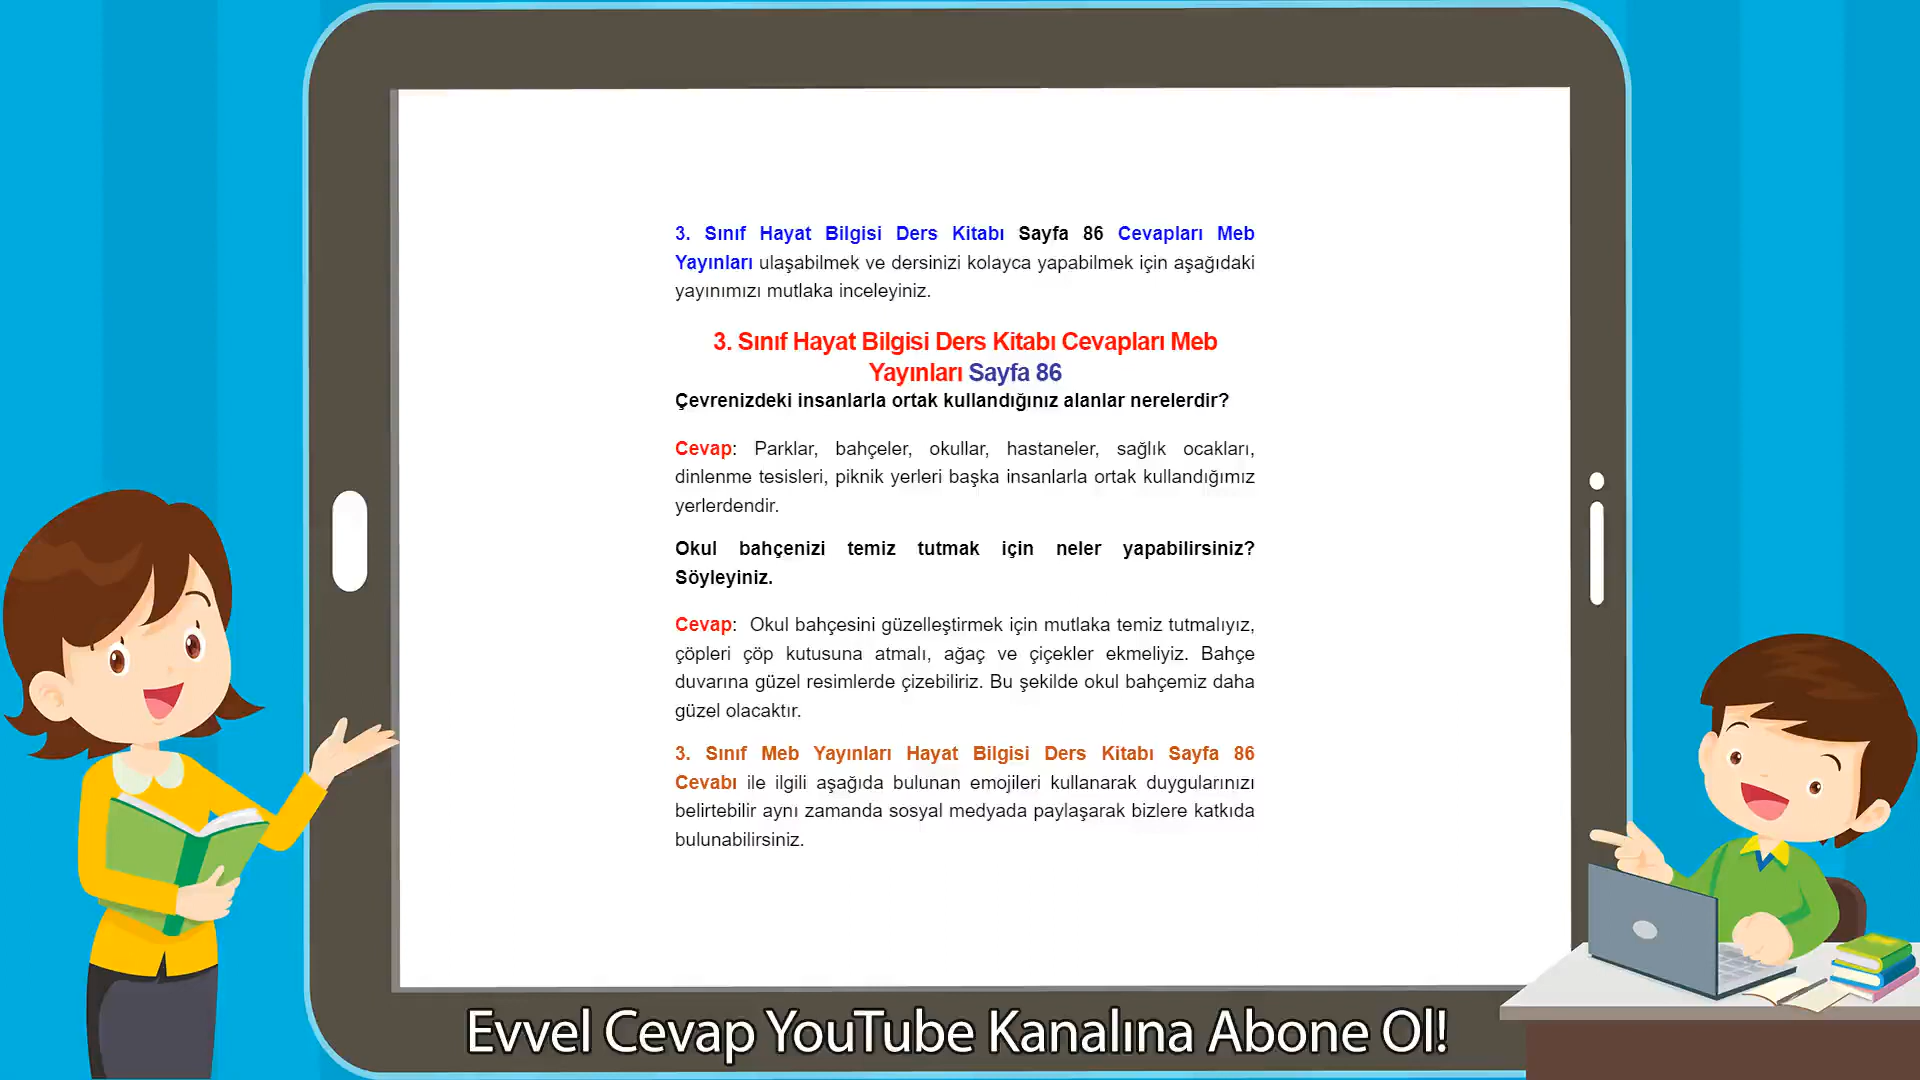 3. Sınıf Hayat Bilgisi Ders Kitabı Sayfa 86 Cevapları Meb
Yayınları ulaşabilmek ve dersinizi kolayca yapabilmek için aşağıdaki
yayınımızı mutlaka inceleyiniz.
3. Sınıf Hayat Bilgisi Ders Kitabı Cevapları Meb
Yayınları Sayfa 86
Çevrenizdeki insanlarla ortak kullandığınız alanlar nerelerdir?
Cevap: Parklar, bahçeler, okullar, hastaneler, sağlık ocakları,
dinlenme tesisleri, piknik yerleri başka insanlarla ortak kullandığımız
yerlerdendir.
Okul bahçenizi temiz tutmak için neler yapabilirsiniz?
Söyleyiniz.
Cevap: Okul bahçesini güzelleştirmek için mutlaka temiz tutmalıyız,
çöpleri çöp kutusuna atmalı, ağaç ve çiçekler ekmeliyiz. Bahçe
duvarına güzel resimlerde çizebiliriz. Bu şekilde okul bahçemiz daha
güzel olacaktır.
3. Sınıf Meb Yayınları Hayat Bilgisi Ders Kitabı Sayfa 86
Cevabı ile ilgili aşağıda bulunan emojileri kullanarak duygularınızı
belirtebilir aynı zamanda sosyal medyada paylaşarak bizlere katkıda
bulunabilirsiniz.
Evvel Cevap YouTube Kanalına Abone Ol!